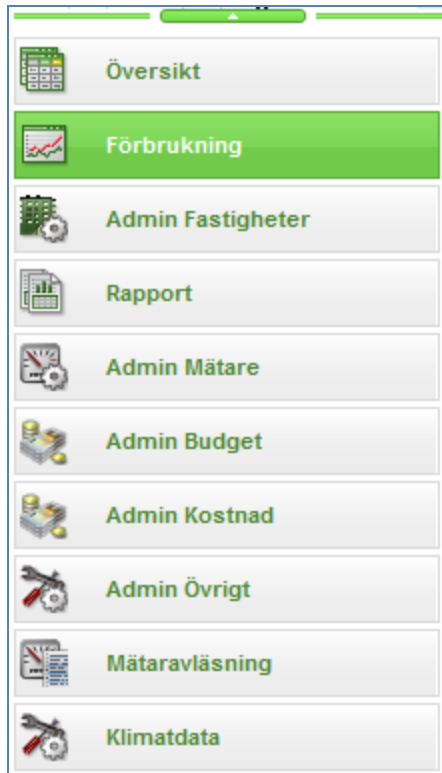 Översikt
Förbrukning
Admin Fastigheter
Rapport
Admin Mätare
Admin Budget
Admin Kostnad
Admin Övrigt
Mätaravläsning
Klimatdata